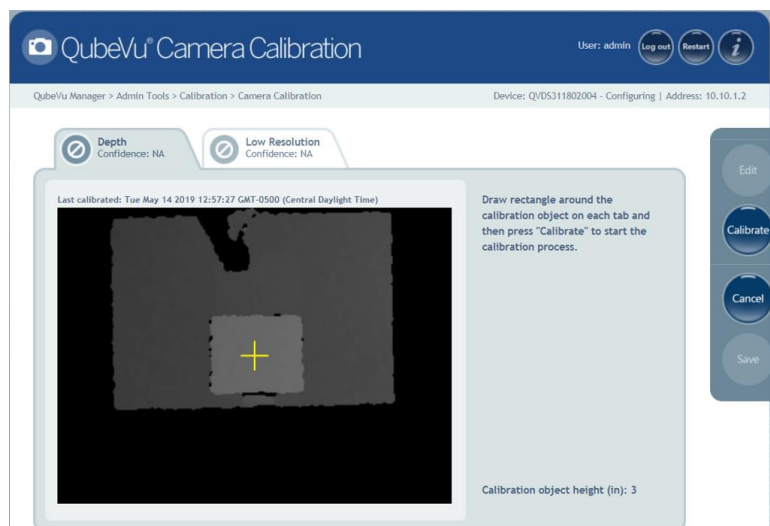 QubeVu® Camera Calibration
User: admin
Log out
Restart
i
QubeVu Manager > Admin Tools > Calibration > Camera Calibration
Device: QVDS311802004 - Configuring | Address: 10.10.1.2
Depth
Confidence: NA
Low Resolution
Confidence: NA
Last calibrated: Tue May 14 2019 12:57:27 GMT-0500 (Central Daylight Time)
Draw rectangle around the
calibration object on each tab and
then press "Calibrate" to start the
calibration process.
Calibration object height (in): 3
Edit
Calibrate
Cancel
Save